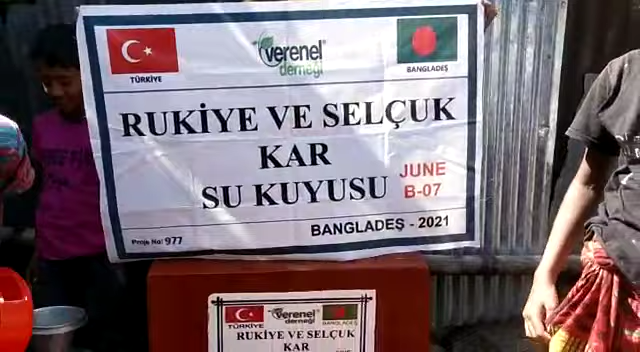 verenel
derneği
TÜRKİYE
BANGLADEŞ
RUKİYE VE SELÇUK
KAR
SU KUYUSU
JUNE
B-07
BANGLADEŞ - 2021
Proje No: 977
verenel
derneği
TÜRKİYE
BANGLADEŞ
RUKİYE VE SELÇUK
KAR